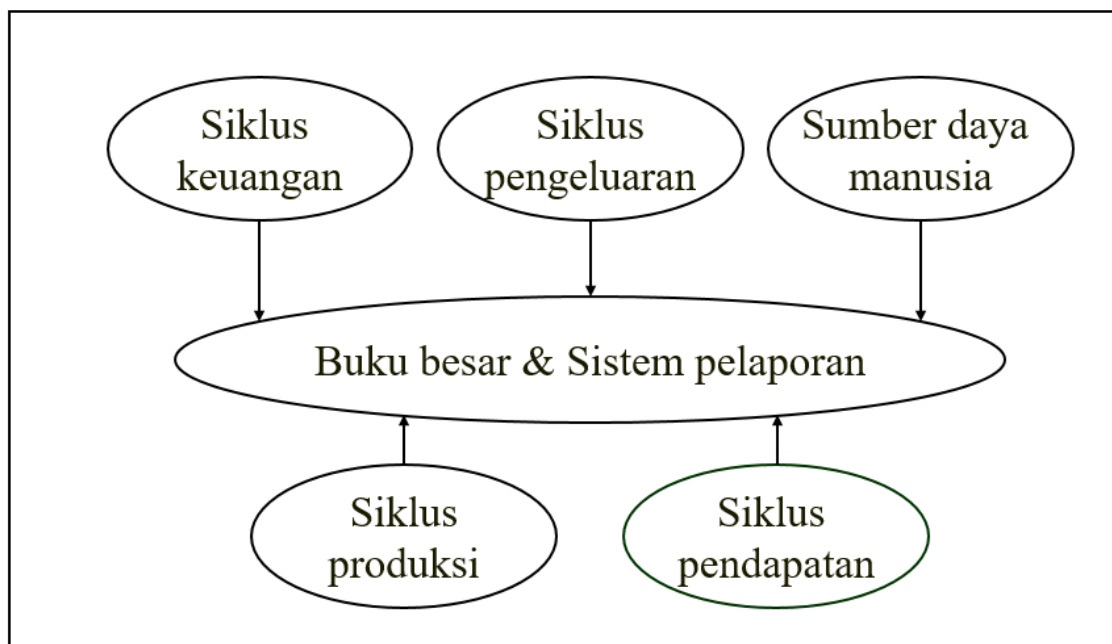 Siklus
keuangan
Siklus
pengeluaran
Sumber daya
manusia
Buku besar & Sistem pelaporan
Siklus
produksi
Siklus
pendapatan